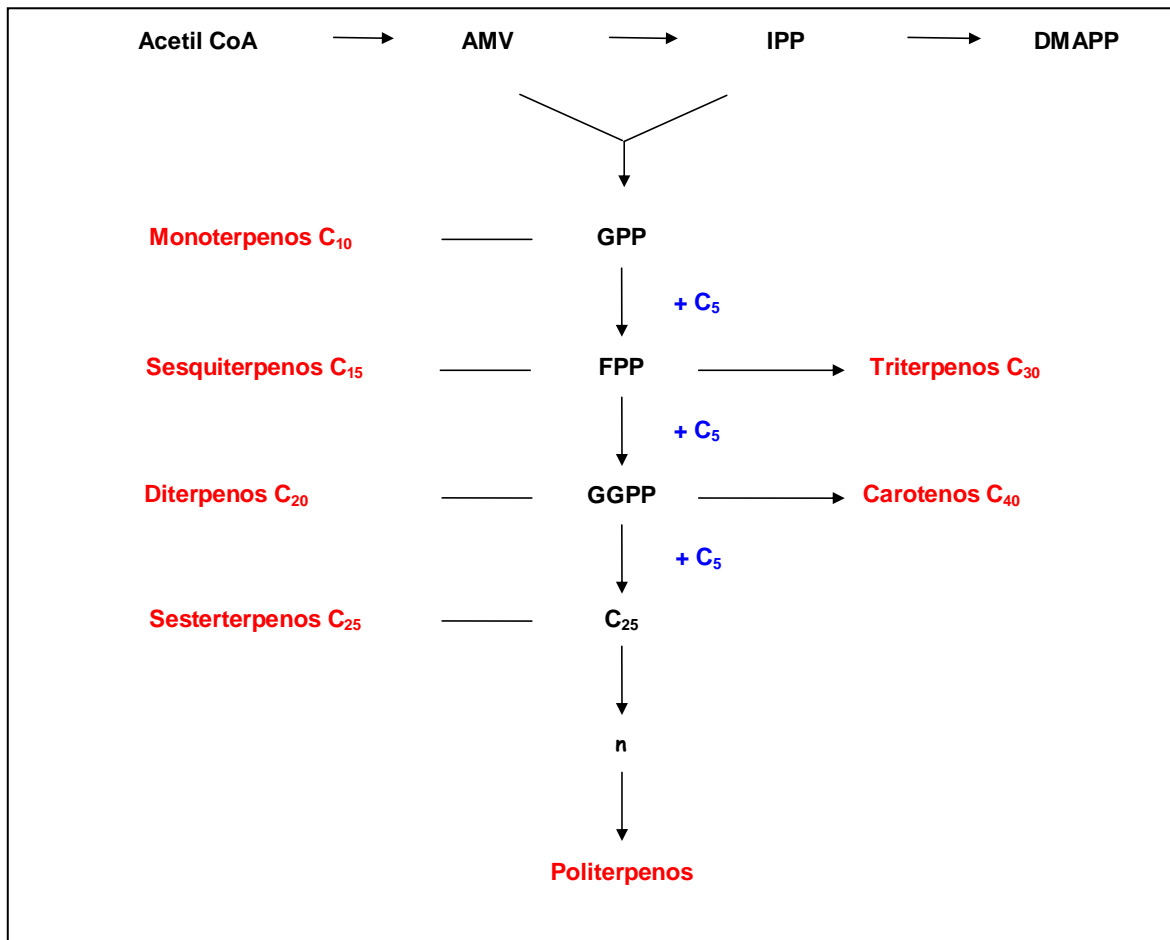 Acetil CoA AMV IPP DMAPP
Monoterpenos C₁₀ GPP
+ C₅
Sesquiterpenos C₁₅ FPP Triterpenos C₃₀
+ C₅
Diterpenos C₂₀ GGPP Carotenos C₄₀
+ C₅
Sesterterpenos C₂₅ C₂₅
n
Politerpenos